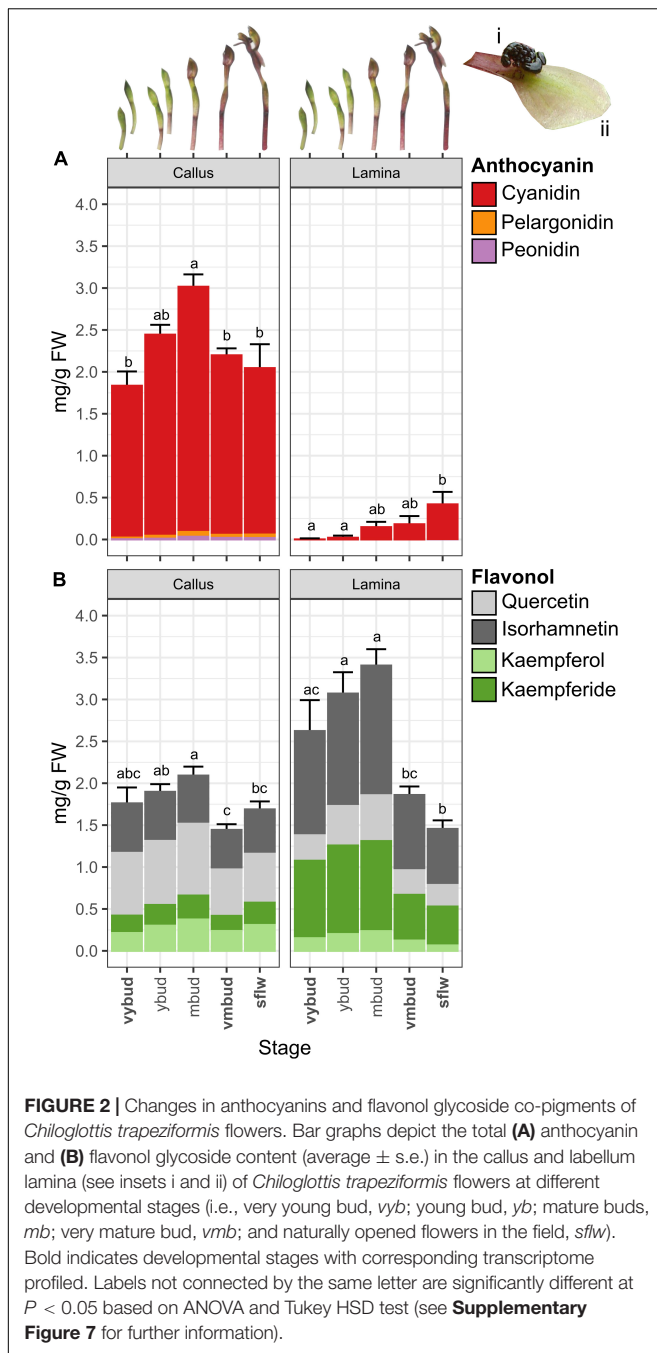 i
ii
A
Callus
Lamina
Anthocyanin
Cyanidin
Pelargonidin
Peonidin
mg/g FW
4.0
3.5
3.0
2.5
2.0
1.5
1.0
0.5
0.0
b
ab
a
b
b
a
a
ab
ab
b
B
Callus
Lamina
Flavonol
Quercetin
Isorhamnetin
Kaempferol
Kaempferide
mg/g FW
4.0
3.5
3.0
2.5
2.0
1.5
1.0
0.5
0.0
abc
ab
a
c
bc
ac
a
a
bc
b
vybud
ybud
mbud
vmbud
sflw
vybud
ybud
mbud
vmbud
sflw
Stage
FIGURE 2 | Changes in anthocyanins and flavonol glycoside co-pigments of
Chiloglottis trapeziformis flowers. Bar graphs depict the total (A) anthocyanin
and (B) flavonol glycoside content (average ± s.e.) in the callus and labellum
lamina (see insets i and ii) of Chiloglottis trapeziformis flowers at different
developmental stages (i.e., very young bud, vyb; young bud, yb; mature buds,
mb; very mature bud, vmb; and naturally opened flowers in the field, sflw).
Bold indicates developmental stages with corresponding transcriptome
profiled. Labels not connected by the same letter are significantly different at
P < 0.05 based on ANOVA and Tukey HSD test (see Supplementary
Figure 7 for further information).